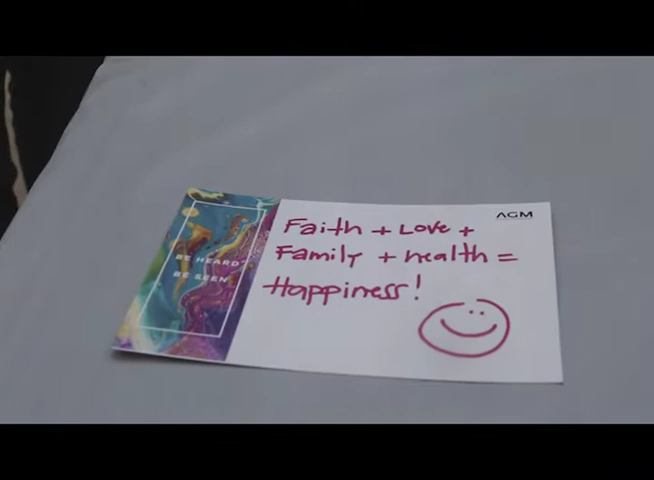 BE HEARD
BE SEEN
AGM
Faith + Love +
Family + health =
Happiness!